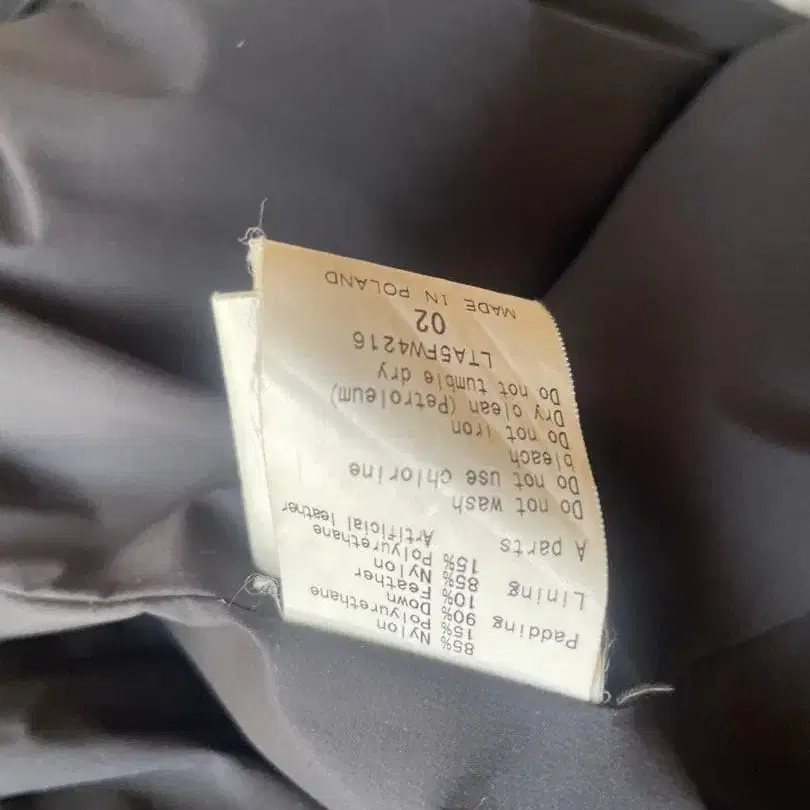 85% Nylon
15% Polyurethane
Padding 90% Down
10% Feather
Lining 85% Nylon
15% Polyurethane
A parts Artificial leather
Do not wash
Do not use chlorine
bleach
Do not iron
Dry clean (Petroleum)
Do not tumble dry
LTA5FW4216
02
MADE IN POLAND